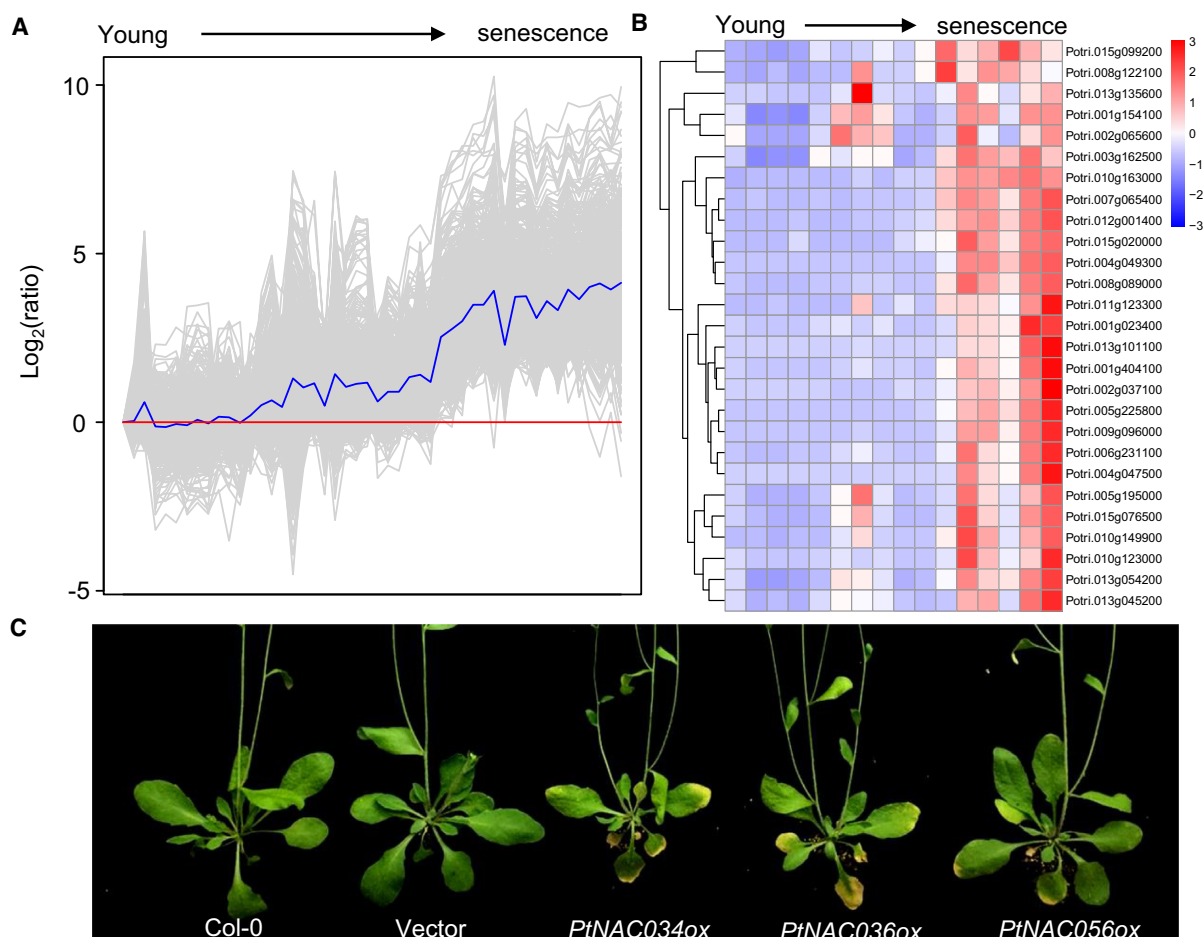 A
Young
senescence
10
5
0
-5
Log2(ratio)
B
Young
senescence
Potri.015g099200
Potri.008g122100
Potri.013g135600
Potri.001g154100
Potri.002g065600
Potri.003g162500
Potri.010g163000
Potri.007g065400
Potri.012g001400
Potri.015g020000
Potri.004g049300
Potri.008g089000
Potri.011g123300
Potri.001g023400
Potri.013g101100
Potri.001g404100
Potri.002g037100
Potri.005g225800
Potri.009g096000
Potri.006g231100
Potri.004g047500
Potri.005g195000
Potri.015g076500
Potri.010g149900
Potri.010g123000
Potri.013g054200
Potri.013g045200
3
2
1
0
−1
−2
−3
C
Col-0
Vector
PtNAC034ox
PtNAC036ox
PtNAC056ox